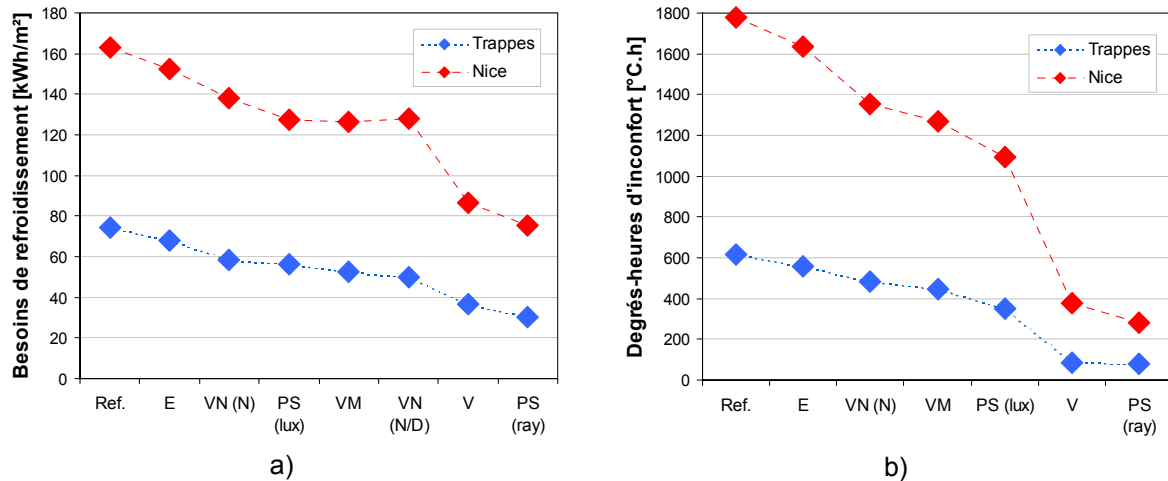 Besoins de refroidissement [kWh/m²]
180
160
140
120
100
80
60
40
20
0
Trappes
Nice
Ref.
E
VN (N)
PS
(lux)
VM
VN
(N/D)
V
PS
(ray)
a)
Degrés-heures d'inconfort [°C.h]
1800
1600
1400
1200
1000
800
600
400
200
0
Trappes
Nice
Ref.
E
VN (N)
VM
PS (lux)
V
PS
(ray)
b)